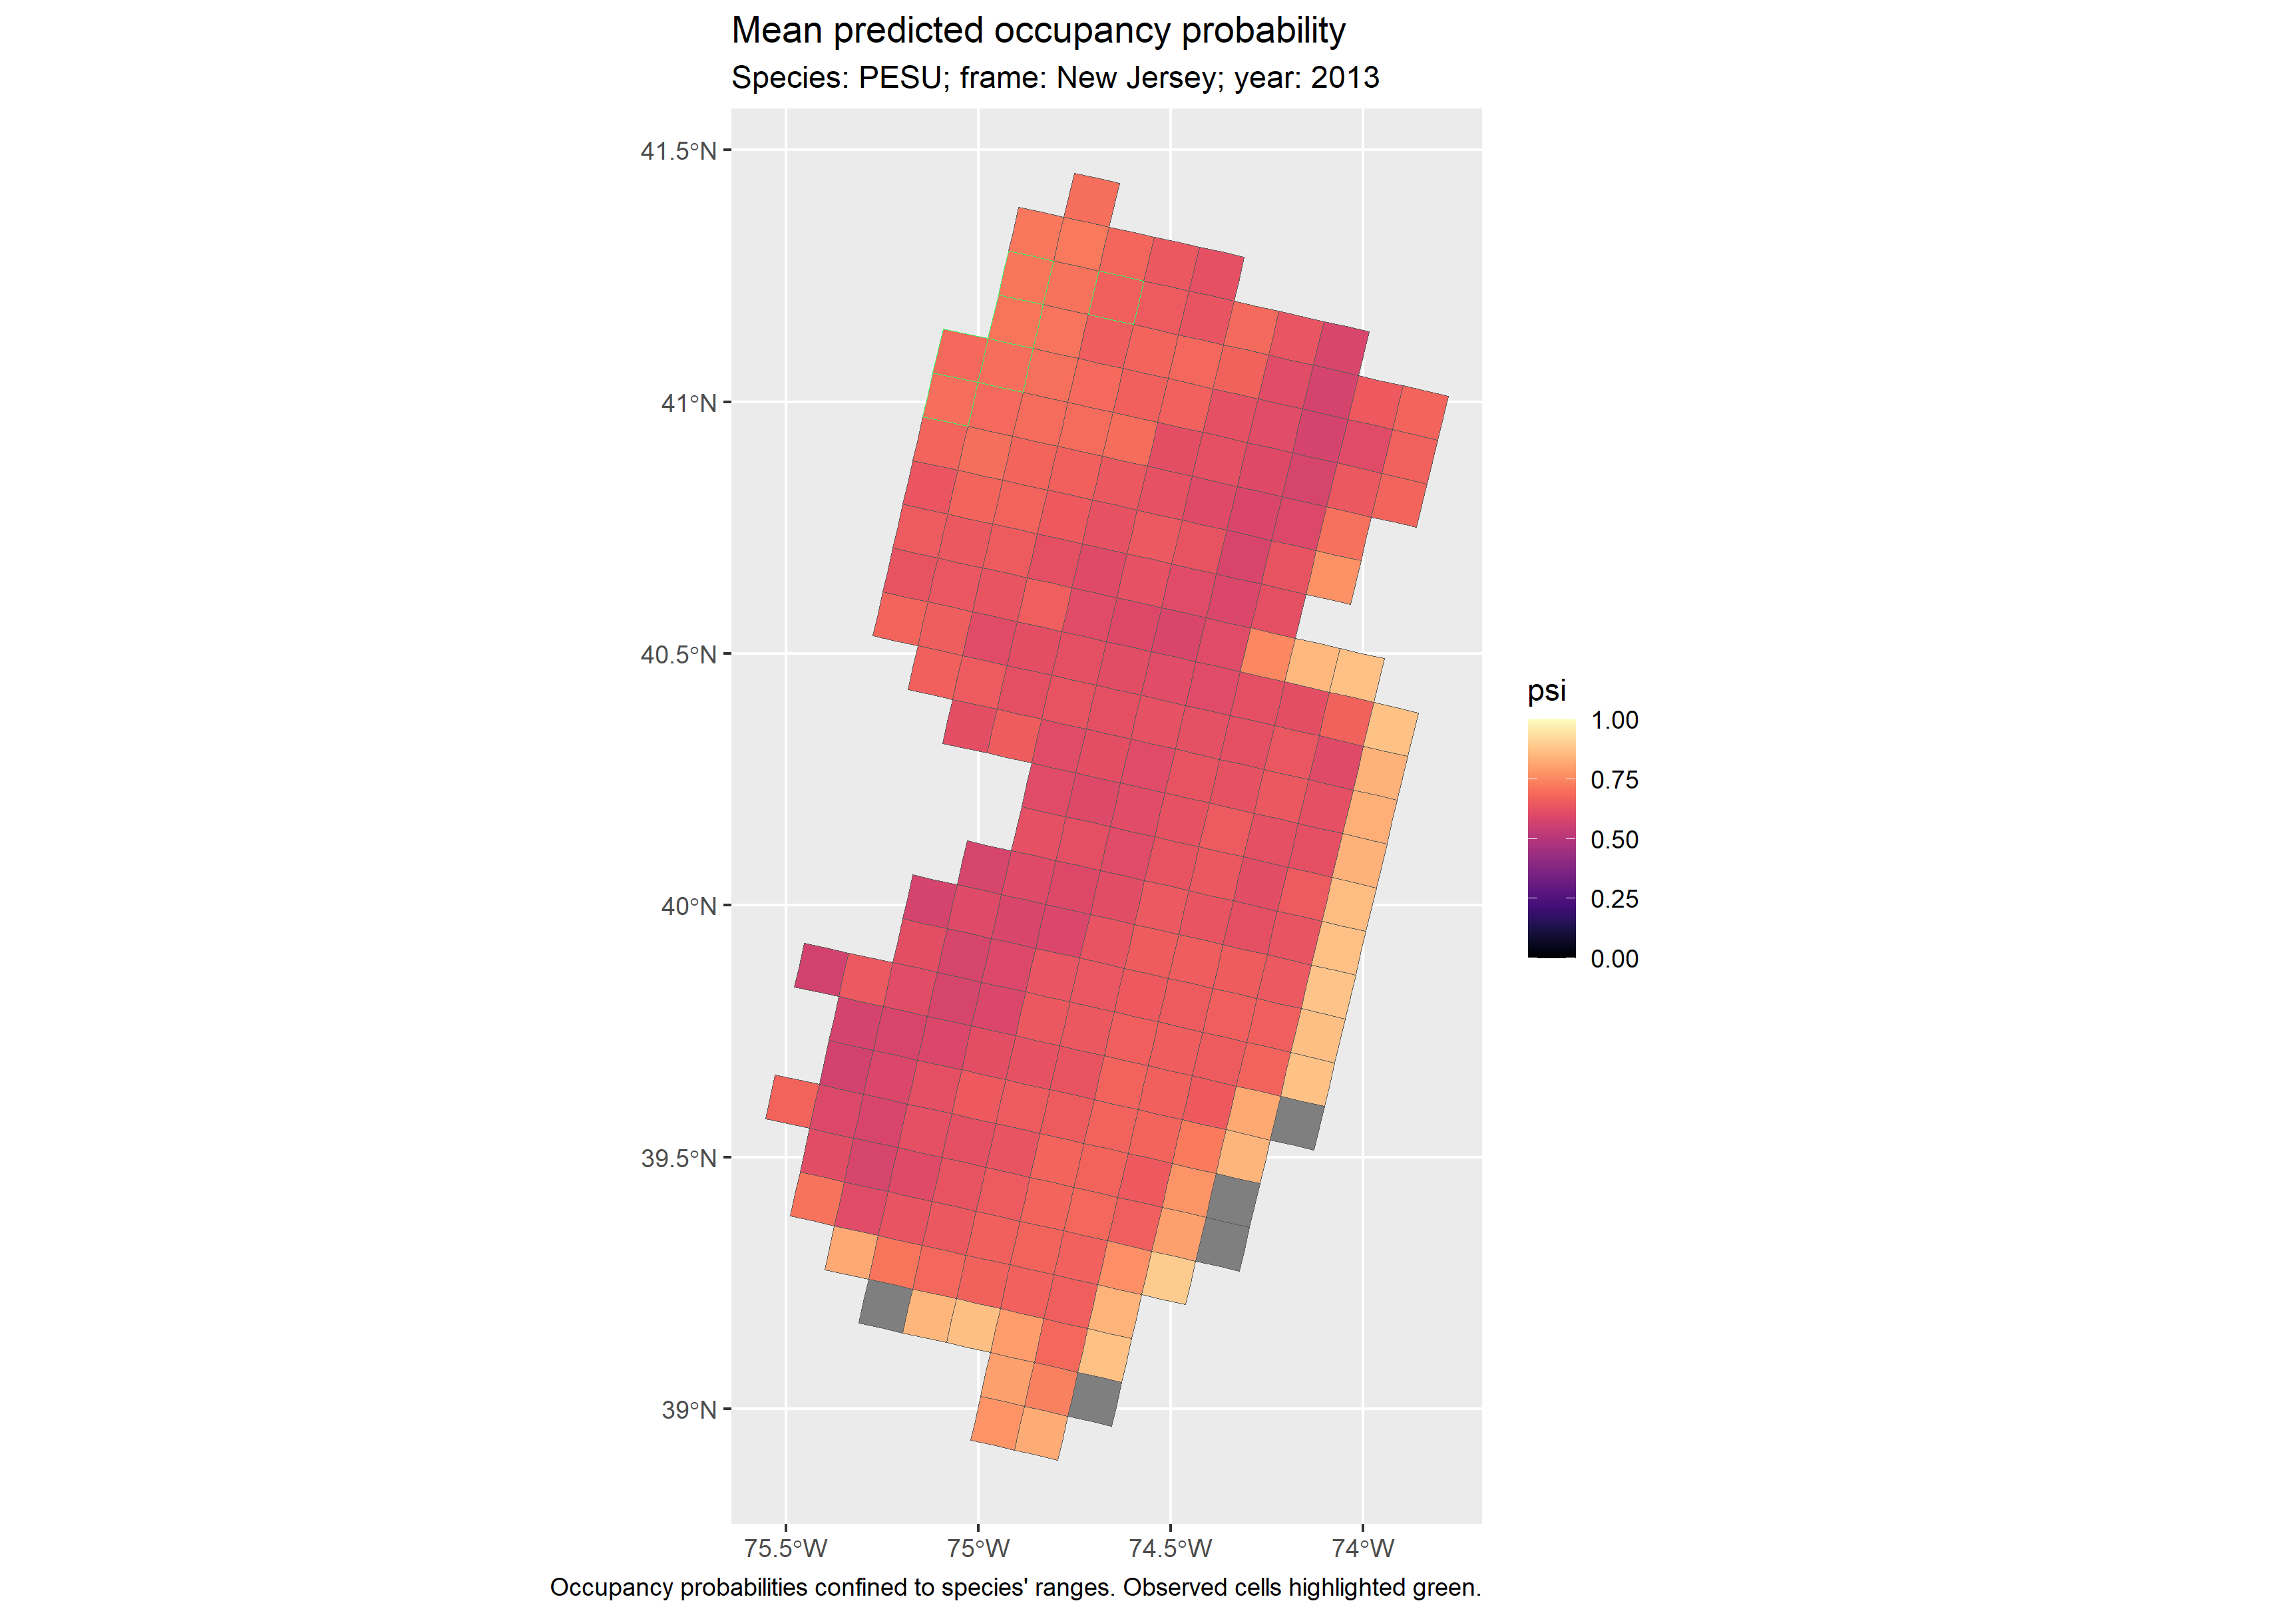 Mean predicted occupancy probability
Species: PESU; frame: New Jersey; year: 2013
41.5°N
41°N
40.5°N
40°N
39.5°N
39°N
75.5°W
75°W
74.5°W
74°W
psi
1.00
0.75
0.50
0.25
0.00
Occupancy probabilities confined to species' ranges. Observed cells highlighted green.